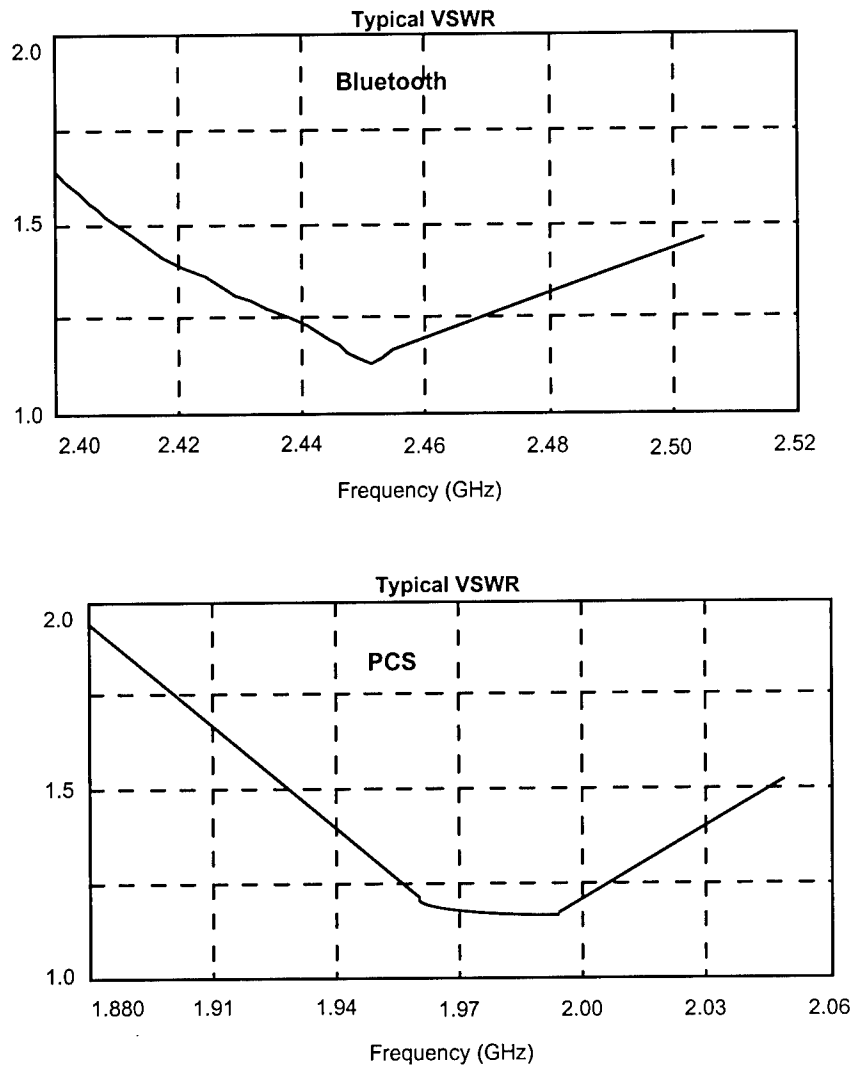 Typical VSWR
2.0
Bluetooth
1.5
1.0
2.40 2.42 2.44 2.46 2.48 2.50 2.52
Frequency (GHz)
Typical VSWR
2.0
PCS
1.5
1.0
1.880 1.91 1.94 1.97 2.00 2.03 2.06
Frequency (GHz)